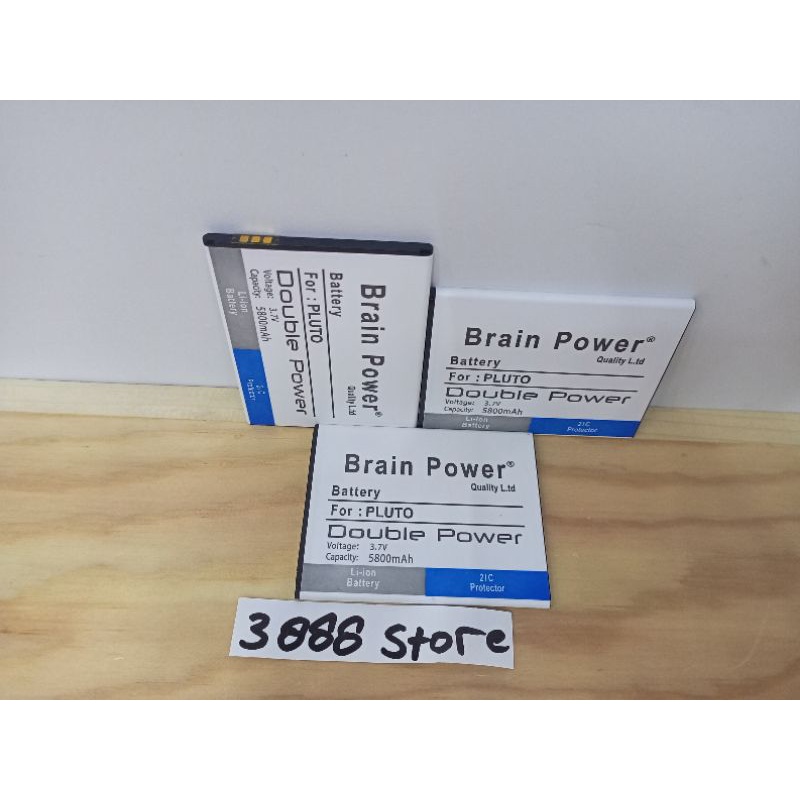 Brain Power®
Quality L.td
Battery
For : PLUTO
Double Power
Voltage: 3.7V
Capacity: 5800mAh
Li-ion
Battery
Brain Power®
Quality L.td
Battery
For : PLUTO
Double Power
Voltage: 3.7V
Capacity: 5800mAh
Li-ion
Battery
21C
Protector
Brain Power®
Quality L.td
Battery
For : PLUTO
Double Power
Voltage: 3.7V
Capacity: 5800mAh
Li-ion
Battery
21C
Protector
3888 Store